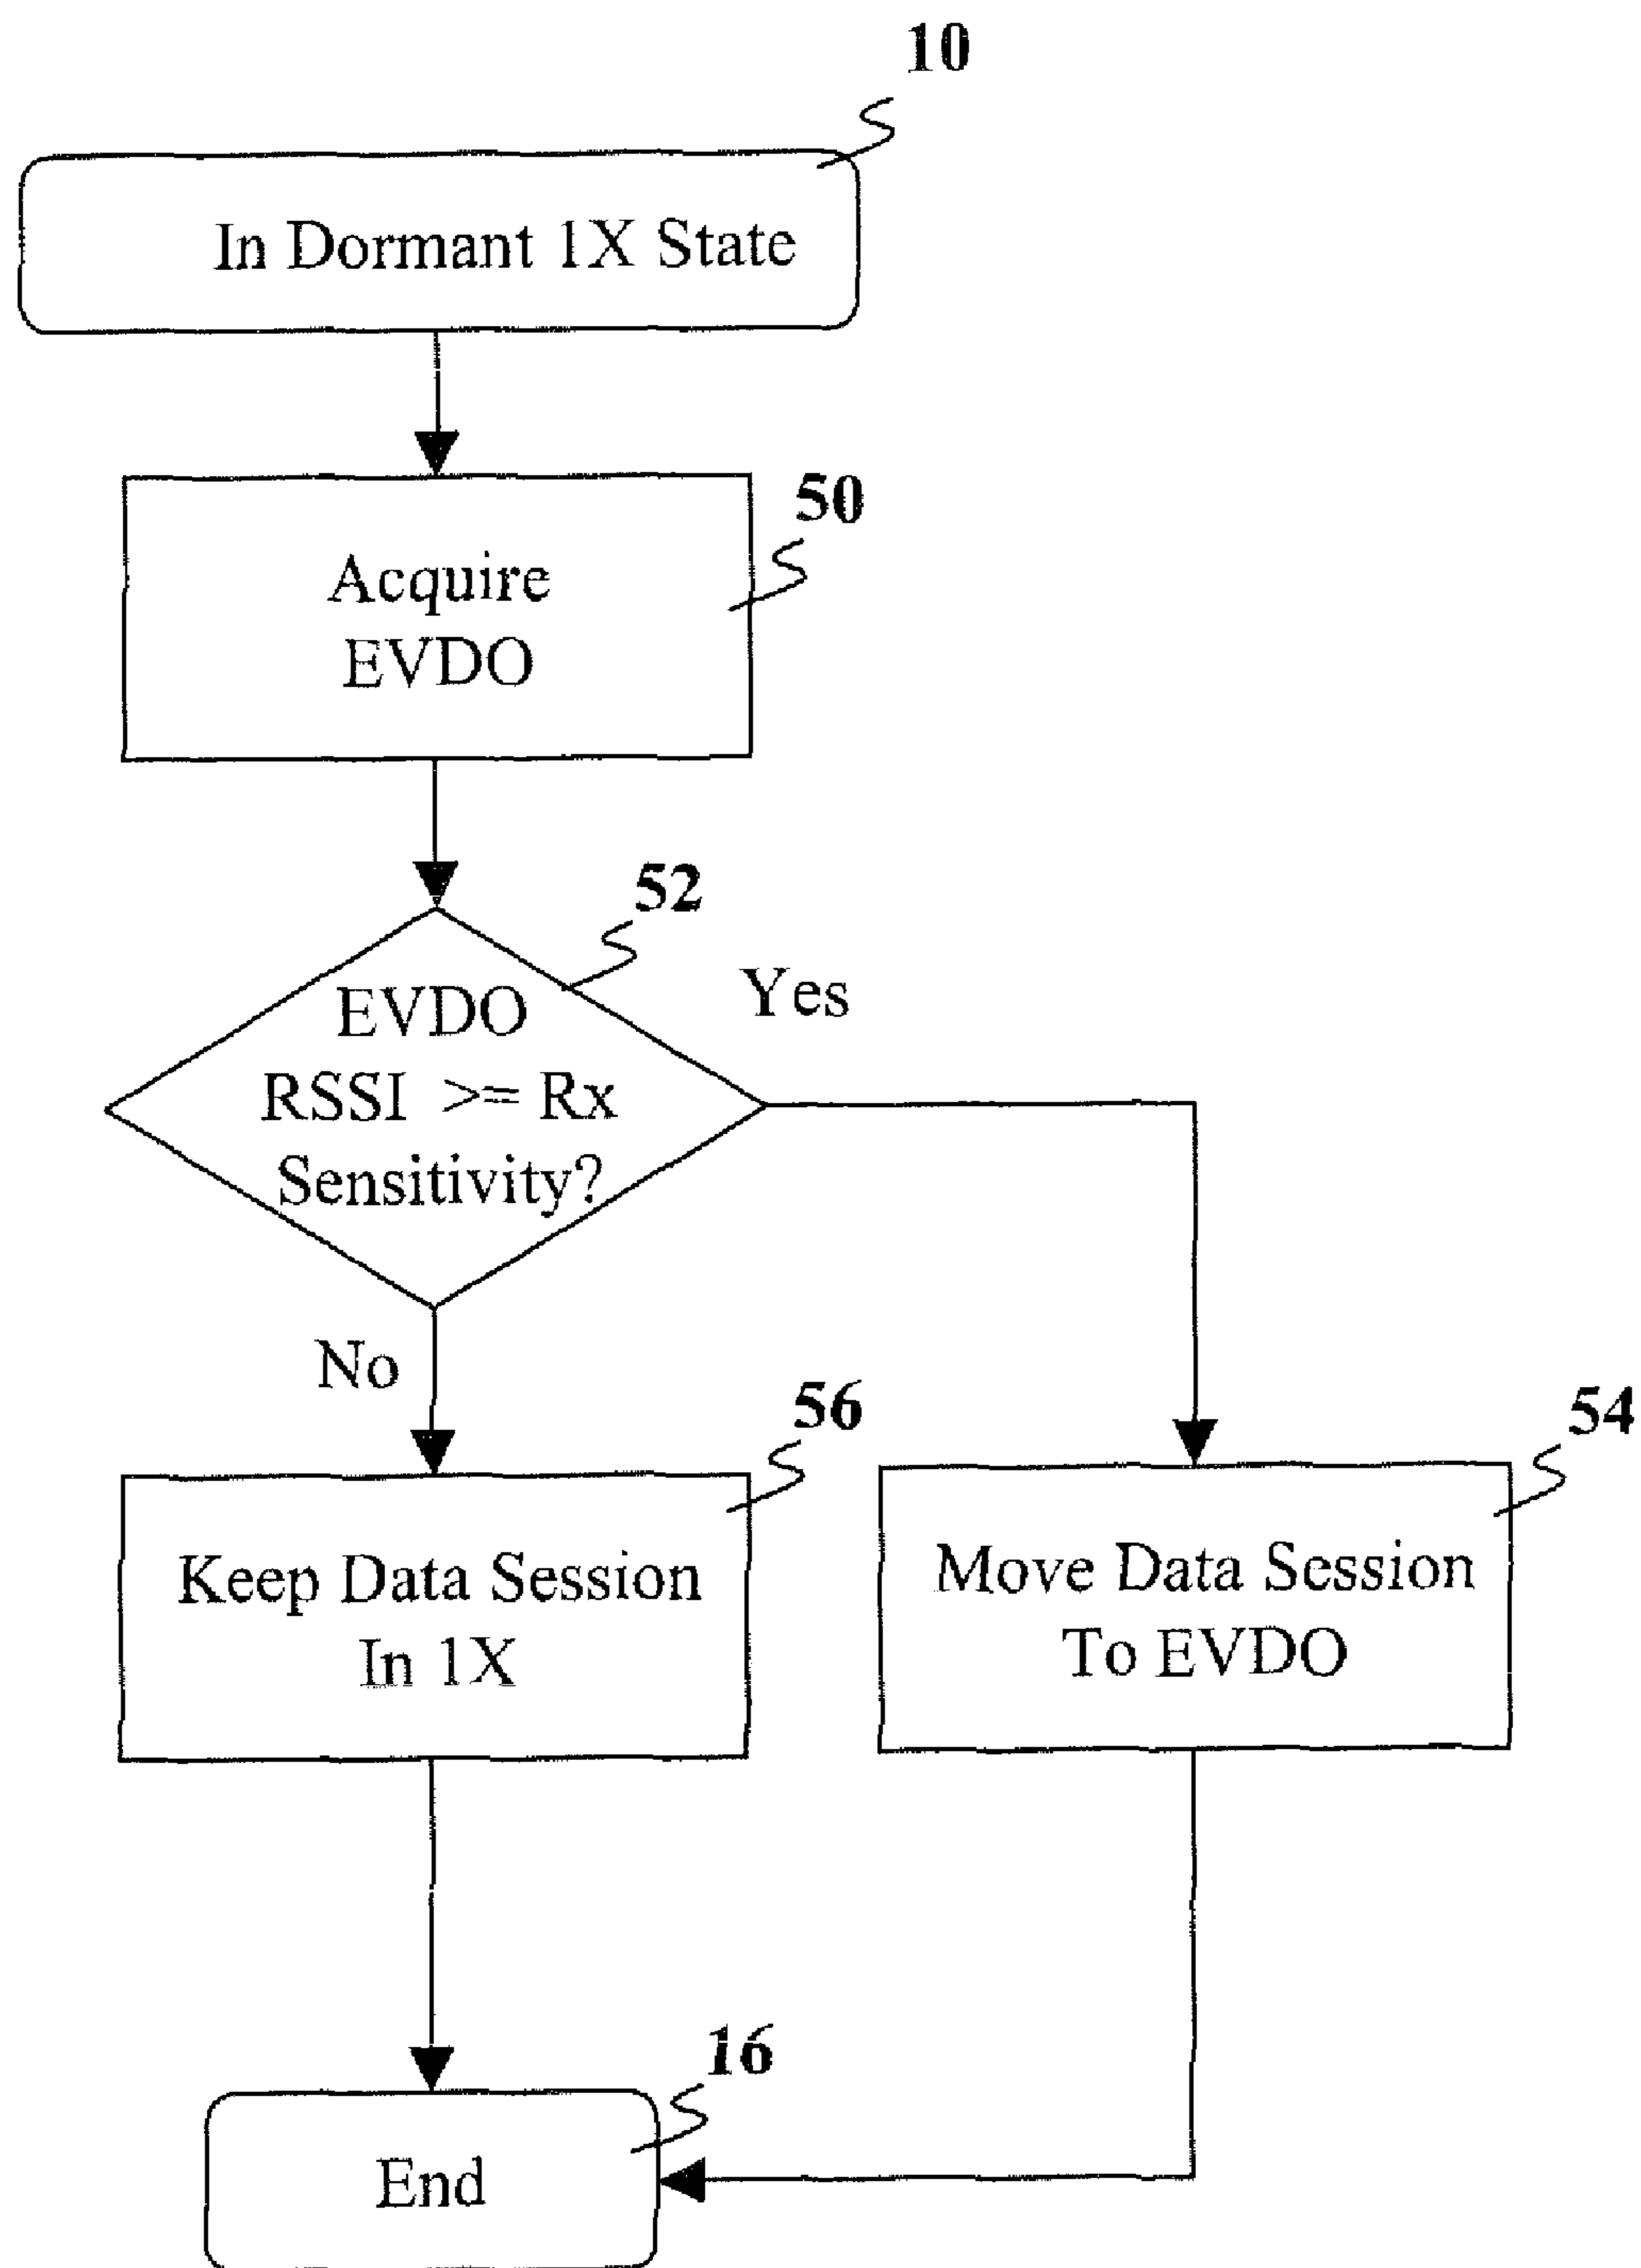 10
In Dormant 1X State
50
Acquire
EVDO
52
Yes
EVDO
RSSI >= Rx
Sensitivity?
No
56
54
Keep Data Session
In 1X
Move Data Session
To EVDO
16
End